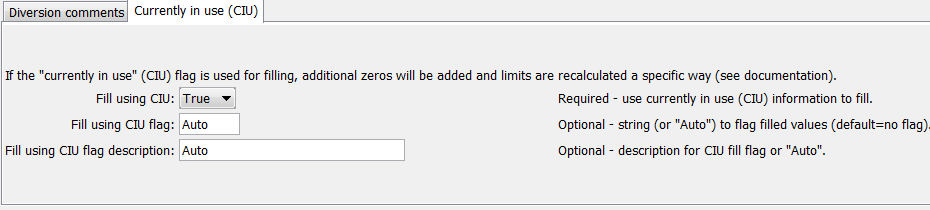 Diversion comments Currently in use (CIU)
If the "currently in use" (CIU) flag is used for filling, additional zeros will be added and limits are recalculated a specific way (see documentation).
Fill using CIU: True Required - use currently in use (CIU) information to fill.
Fill using CIU flag: Auto Optional - string (or "Auto") to flag filled values (default=no flag).
Fill using CIU flag description: Auto Optional - description for CIU fill flag or "Auto".